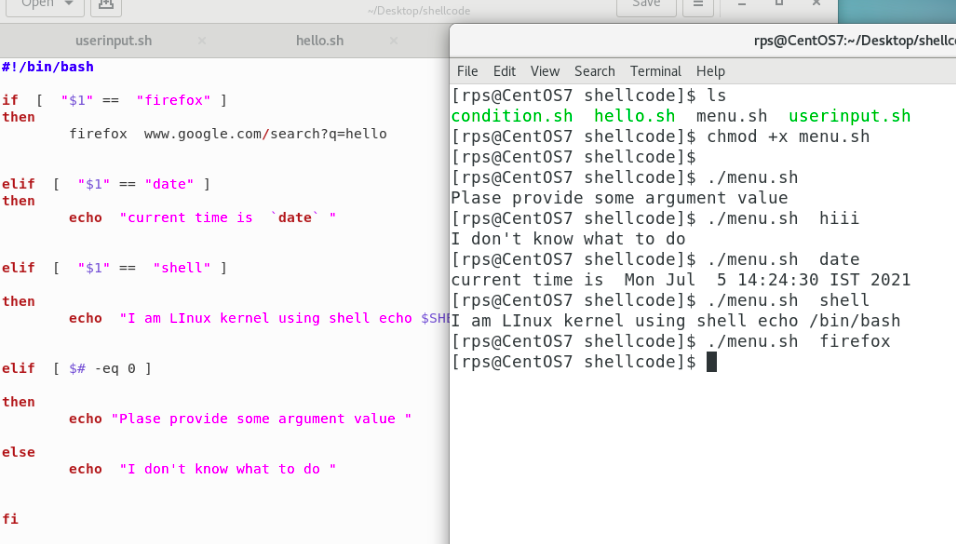 Open
~/Desktop/shellcode
Save
userinput.sh
hello.sh
#!/bin/bash
if [ "$1" == "firefox" ]
then
firefox www.google.com/search?q=hello
elif [ "$1" == "date" ]
then
echo "current time is `date` "
elif [ "$1" == "shell" ]
then
echo "I am LInux kernel using shell echo $SHE
elif [ $# -eq 0 ]
then
echo "Plase provide some argument value "
else
echo "I don't know what to do "
fi
rps@CentOS7:~/Desktop/shellco
File Edit View Search Terminal Help
[rps@CentOS7 shellcode]$ ls
condition.sh hello.sh menu.sh userinput.sh
[rps@CentOS7 shellcode]$ chmod +x menu.sh
[rps@CentOS7 shellcode]$
[rps@CentOS7 shellcode]$ ./menu.sh
Plase provide some argument value
[rps@CentOS7 shellcode]$ ./menu.sh hiii
I don't know what to do
[rps@CentOS7 shellcode]$ ./menu.sh date
current time is Mon Jul 5 14:24:30 IST 2021
[rps@CentOS7 shellcode]$ ./menu.sh shell
I am LInux kernel using shell echo /bin/bash
[rps@CentOS7 shellcode]$ ./menu.sh firefox
[rps@CentOS7 shellcode]$